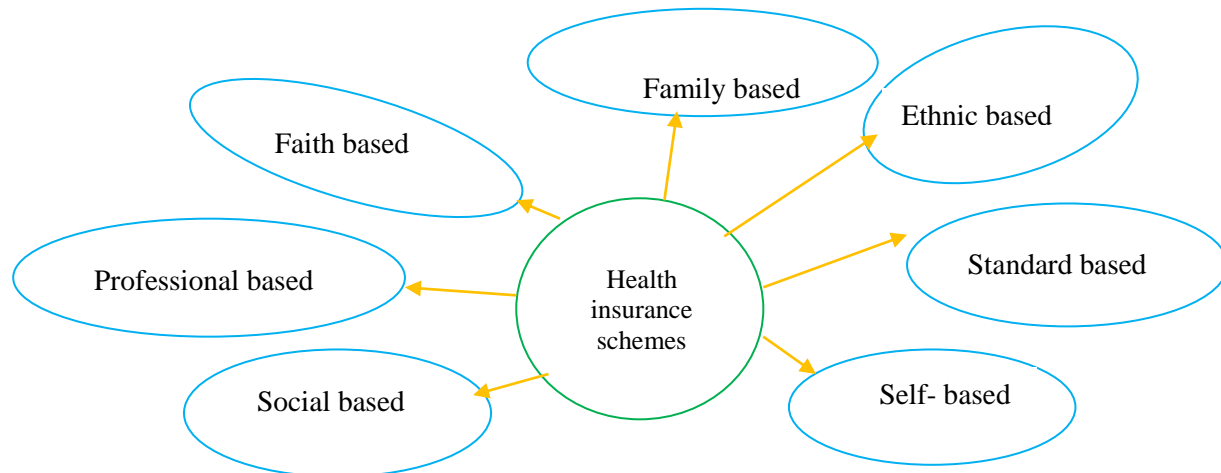 Family based
Ethnic based
Faith based
Standard based
Professional based
Health
insurance
schemes
Self- based
Social based